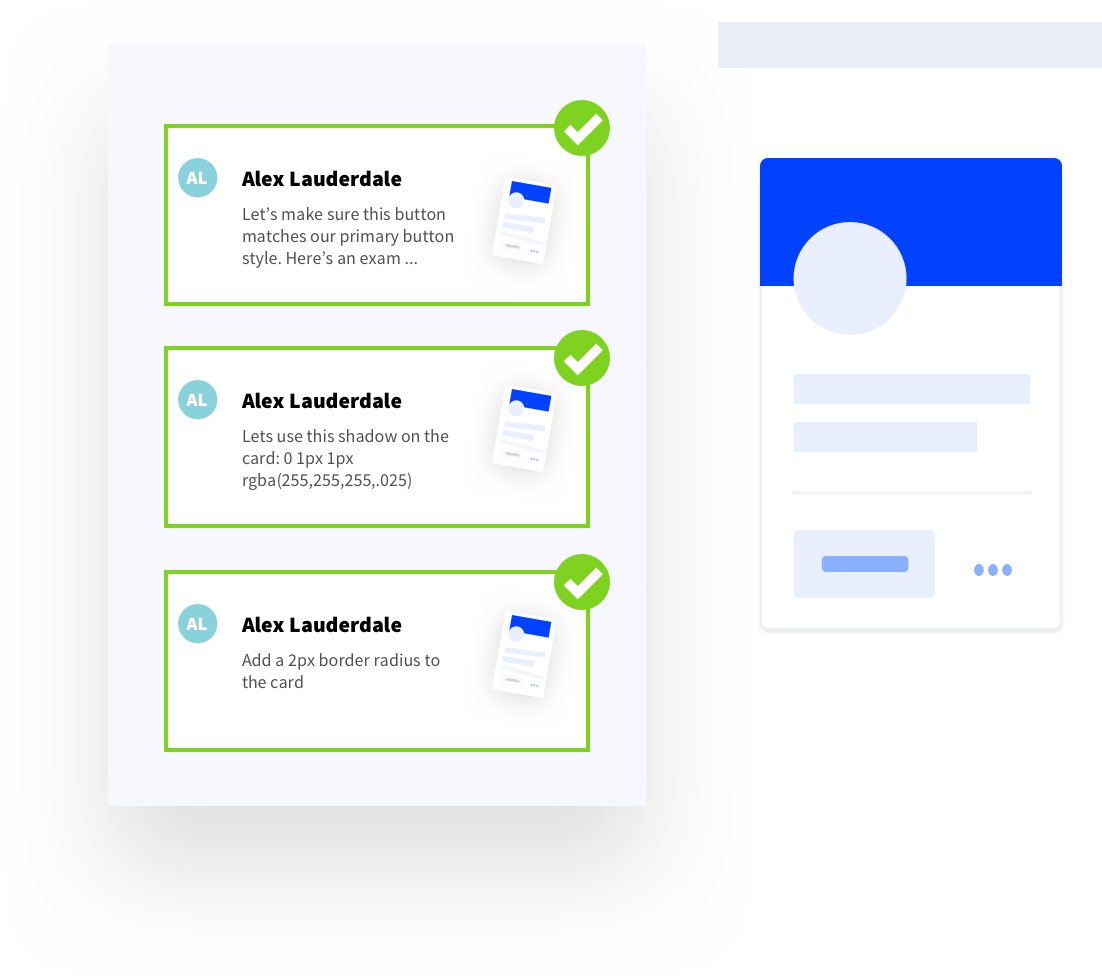 AL
Alex Lauderdale
Let’s make sure this button
matches our primary button
style. Here’s an exam ...
AL
Alex Lauderdale
Lets use this shadow on the
card: 0 1px 1px
rgba(255,255,255,.025)
AL
Alex Lauderdale
Add a 2px border radius to
the card